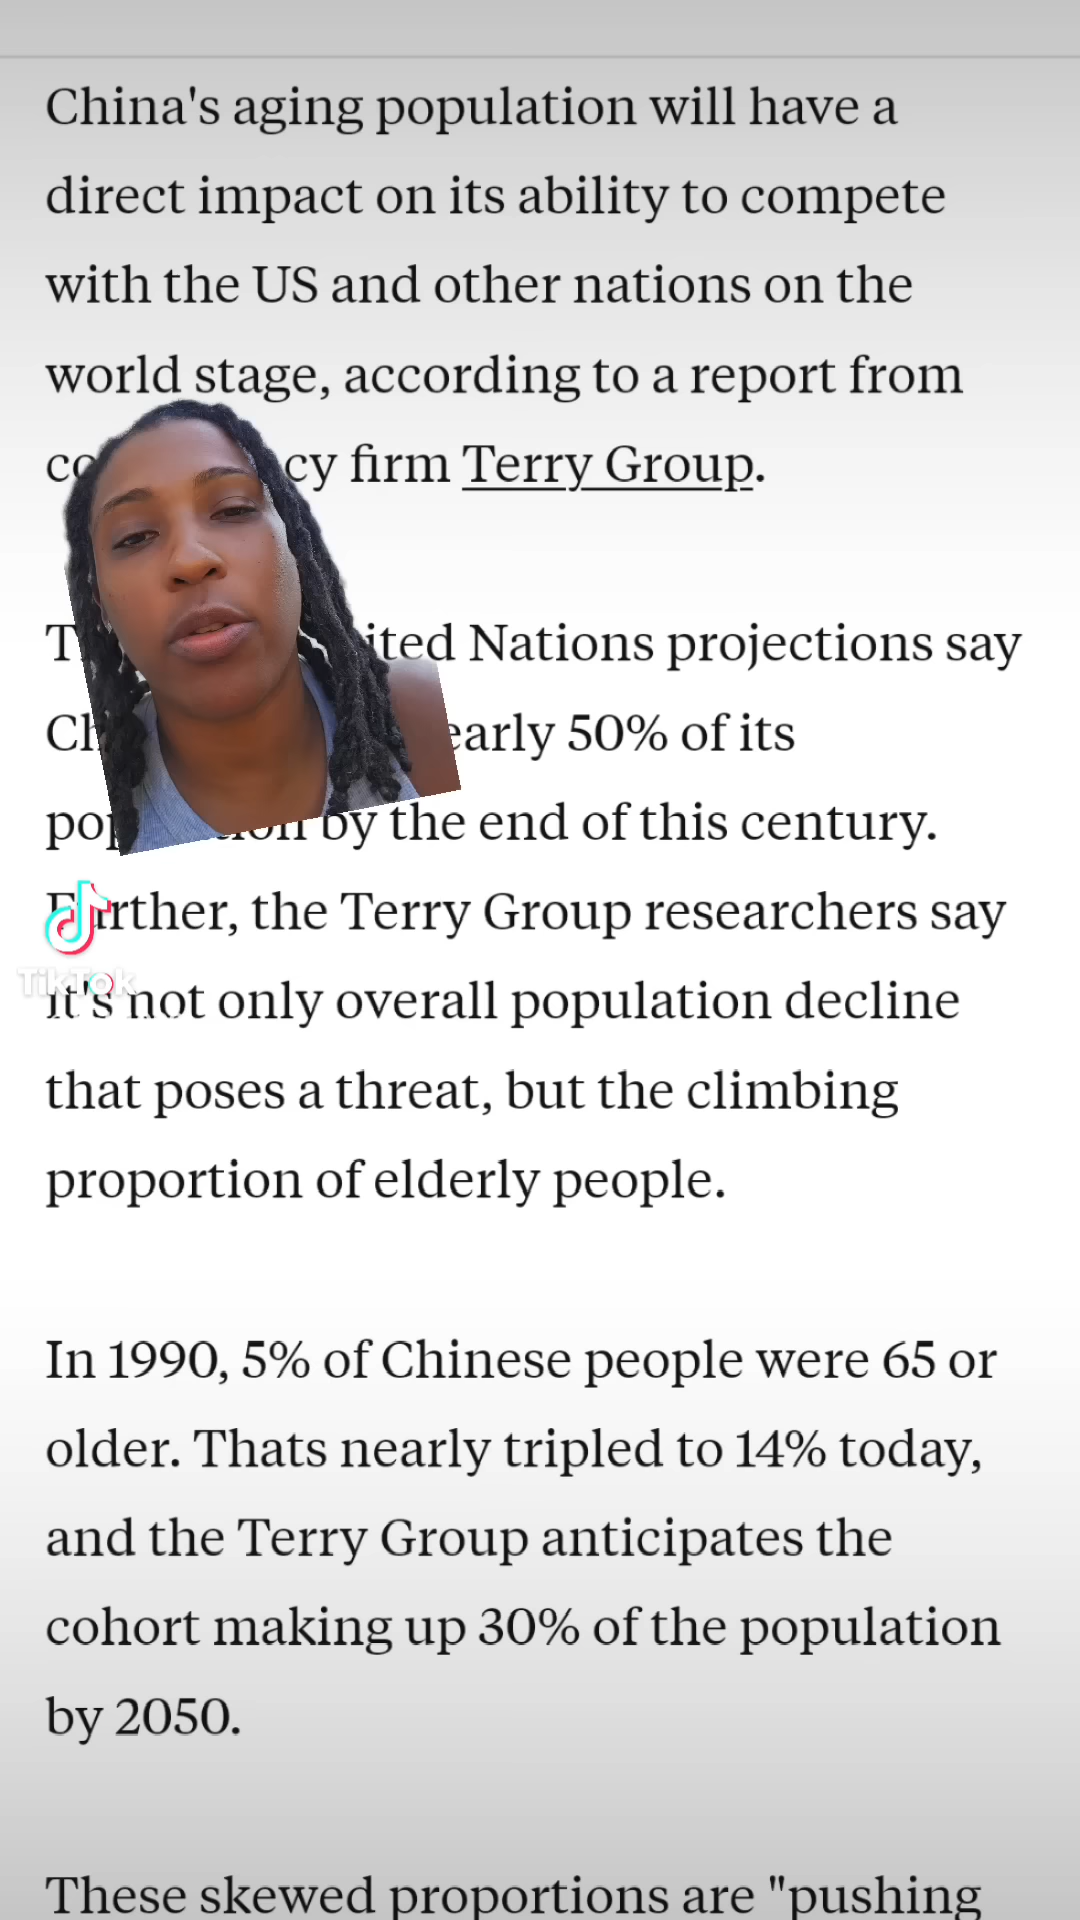 China's aging population will have a
direct impact on its ability to compete
with the US and other nations on the
world stage, according to a report from
cy firm Terry Group.
ited Nations projections say
early 50% of its
by the end of this century.
Further, the Terry Group researchers say
it's not only overall population decline
that poses a threat, but the climbing
proportion of elderly people.
In 1990, 5% of Chinese people were 65 or
older. Thats nearly tripled to 14% today,
and the Terry Group anticipates the
cohort making up 30% of the population
by 2050.
These skewed proportions are "pushing
TikTok